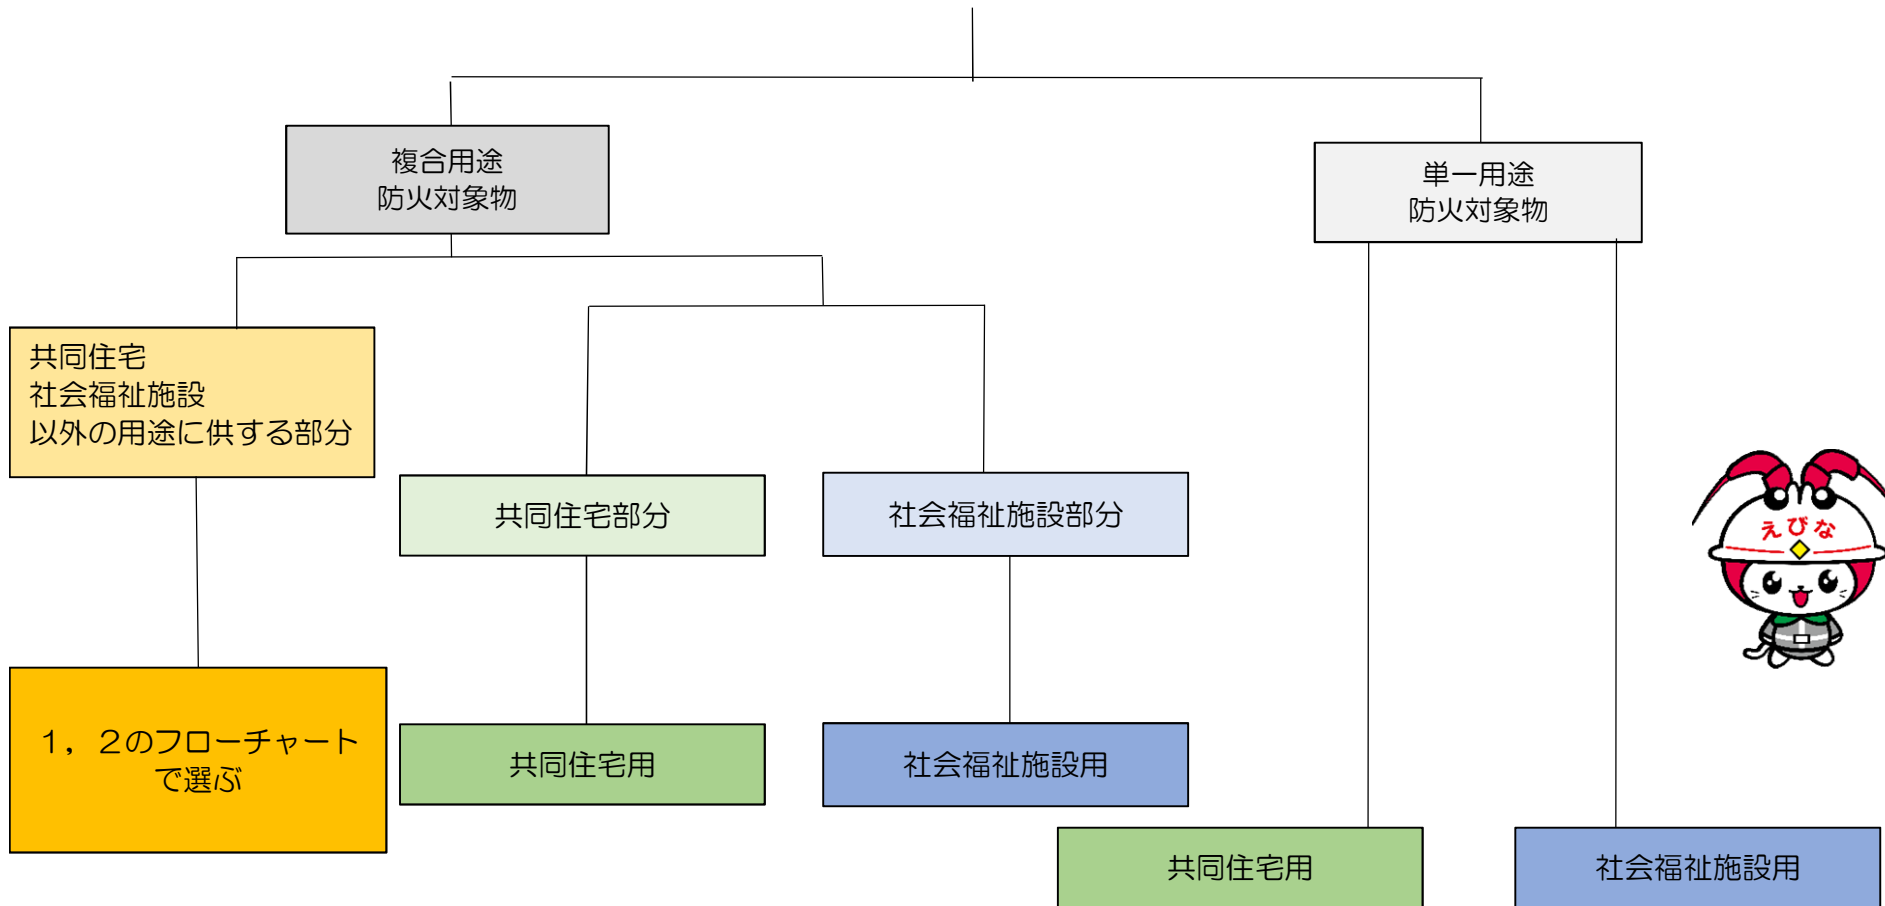 複合用途
防火対象物
単一用途
防火対象物
共同住宅
社会福祉施設
以外の用途に供する部分
共同住宅部分
社会福祉施設部分
えびな
1，2のフローチャート
で選ぶ
共同住宅用
社会福祉施設用
共同住宅用
社会福祉施設用